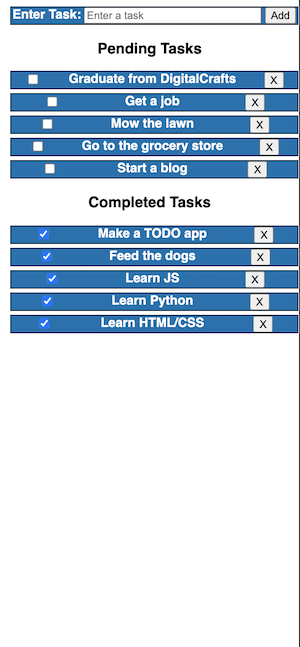 Enter Task: Enter a task Add
Pending Tasks
Graduate from DigitalCrafts X
Get a job X
Mow the lawn X
Go to the grocery store X
Start a blog X
Completed Tasks
Make a TODO app X
Feed the dogs X
Learn JS X
Learn Python X
Learn HTML/CSS X